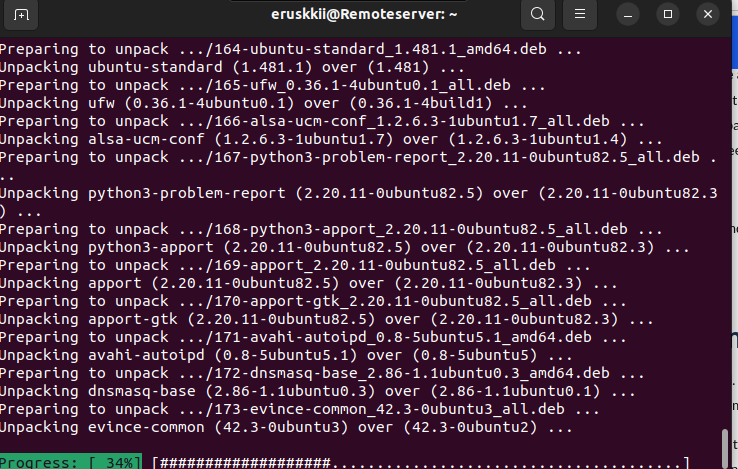 eruskkii@Remoteserver: ~
Preparing to unpack .../164-ubuntu-standard_1.481.1_amd64.deb ...
Unpacking ubuntu-standard (1.481.1) over (1.481) ...
Preparing to unpack .../165-ufw_0.36.1-4ubuntu0.1_all.deb ...
Unpacking ufw (0.36.1-4ubuntu0.1) over (0.36.1-4build1) ...
Preparing to unpack .../166-alsa-ucm-conf_1.2.6.3-1ubuntu1.7_all.deb ...
Unpacking alsa-ucm-conf (1.2.6.3-1ubuntu1.7) over (1.2.6.3-1ubuntu1.4) ...
Preparing to unpack .../167-python3-problem-report_2.20.11-0ubuntu82.5_all.deb .
..
Unpacking python3-problem-report (2.20.11-0ubuntu82.5) over (2.20.11-0ubuntu82.3
) ...
Preparing to unpack .../168-python3-apport_2.20.11-0ubuntu82.5_all.deb ...
Unpacking python3-apport (2.20.11-0ubuntu82.5) over (2.20.11-0ubuntu82.3) ...
Preparing to unpack .../169-apport_2.20.11-0ubuntu82.5_all.deb ...
Unpacking apport (2.20.11-0ubuntu82.5) over (2.20.11-0ubuntu82.3) ...
Preparing to unpack .../170-apport-gtk_2.20.11-0ubuntu82.5_all.deb ...
Unpacking apport-gtk (2.20.11-0ubuntu82.5) over (2.20.11-0ubuntu82.3) ...
Preparing to unpack .../171-avahi-autoipd_0.8-5ubuntu5.1_amd64.deb ...
Unpacking avahi-autoipd (0.8-5ubuntu5.1) over (0.8-5ubuntu5) ...
Preparing to unpack .../172-dnsmasq-base_2.86-1.1ubuntu0.3_amd64.deb ...
Unpacking dnsmasq-base (2.86-1.1ubuntu0.3) over (2.86-1.1ubuntu0.1) ...
Preparing to unpack .../173-evince-common_42.3-0ubuntu3_all.deb ...
Unpacking evince-common (42.3-0ubuntu3) over (42.3-0ubuntu2) ...
Progress: [ 34%] [###################.......................................]